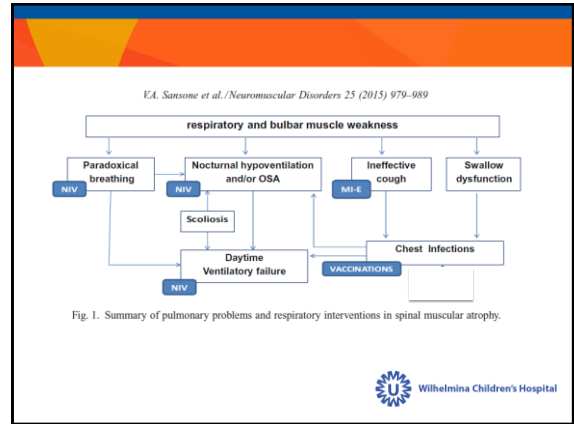 V.A. Sansone et al. / Neuromuscular Disorders 25 (2015) 979–989
respiratory and bulbar muscle weakness
Paradoxical
breathing
NIV
Nocturnal hypoventilation
and/or OSA
NIV
Ineffective
cough
MI-E
Swallow
dysfunction
Scoliosis
Daytime
Ventilatory failure
NIV
Chest Infections
VACCINATIONS
Fig. 1. Summary of pulmonary problems and respiratory interventions in spinal muscular atrophy.
U
Wilhelmina Children's Hospital